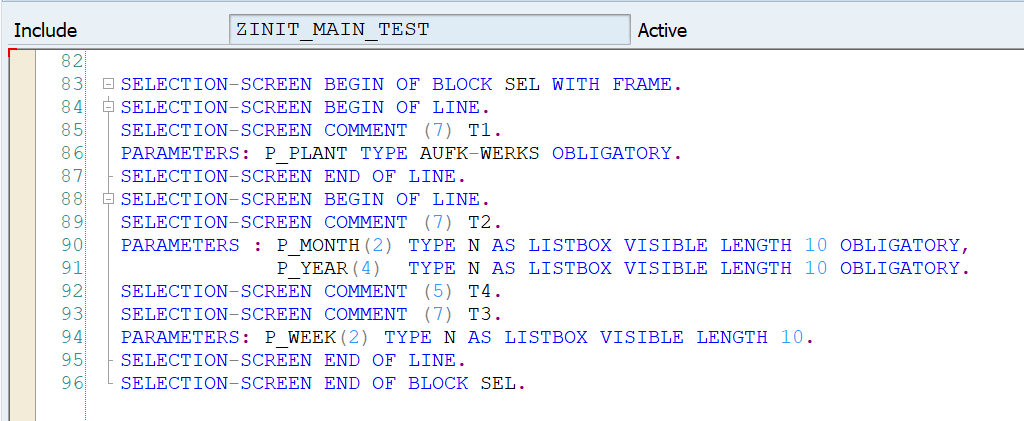 Include ZINIT_MAIN_TEST Active
82
83 SELECTION-SCREEN BEGIN OF BLOCK SEL WITH FRAME.
84 SELECTION-SCREEN BEGIN OF LINE.
85 SELECTION-SCREEN COMMENT (7) T1.
86 PARAMETERS: P_PLANT TYPE AUFK-WERKS OBLIGATORY.
87 SELECTION-SCREEN END OF LINE.
88 SELECTION-SCREEN BEGIN OF LINE.
89 SELECTION-SCREEN COMMENT (7) T2.
90 PARAMETERS : P_MONTH(2) TYPE N AS LISTBOX VISIBLE LENGTH 10 OBLIGATORY,
91 P_YEAR(4) TYPE N AS LISTBOX VISIBLE LENGTH 10 OBLIGATORY.
92 SELECTION-SCREEN COMMENT (5) T4.
93 SELECTION-SCREEN COMMENT (7) T3.
94 PARAMETERS: P_WEEK(2) TYPE N AS LISTBOX VISIBLE LENGTH 10.
95 SELECTION-SCREEN END OF LINE.
96 SELECTION-SCREEN END OF BLOCK SEL.